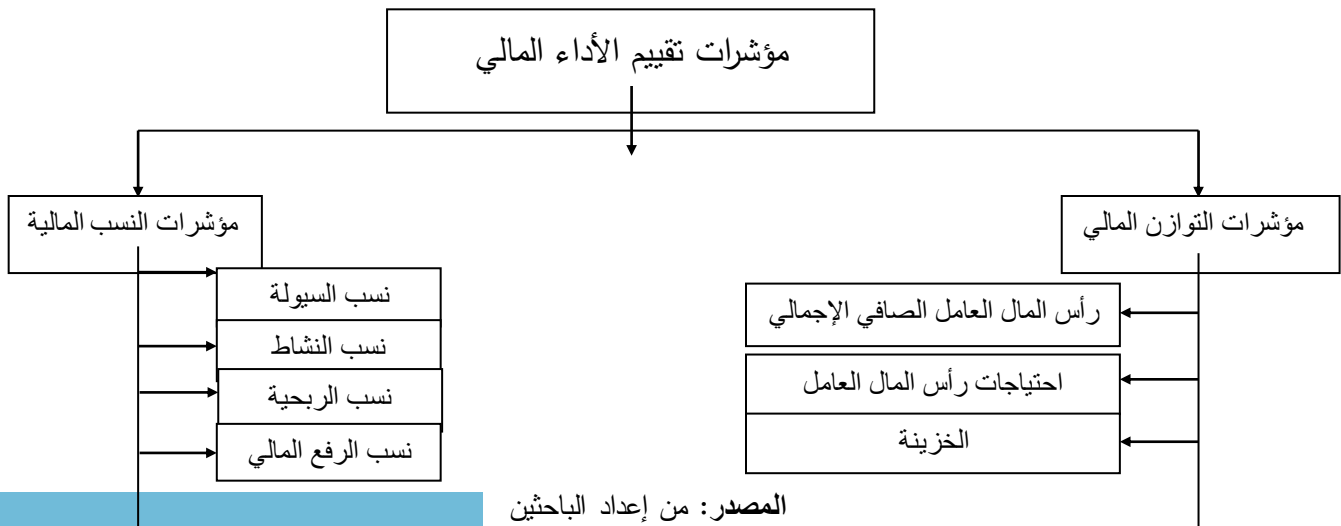 مؤشرات تقييم الأداء المالي
مؤشرات التوازن المالي
رأس المال العامل الصافي الإجمالي
احتياجات رأس المال العامل
الخزينة
مؤشرات النسب المالية
نسب السيولة
نسب النشاط
نسب الربحية
نسب الرفع المالي
المصدر: من إعداد الباحثين